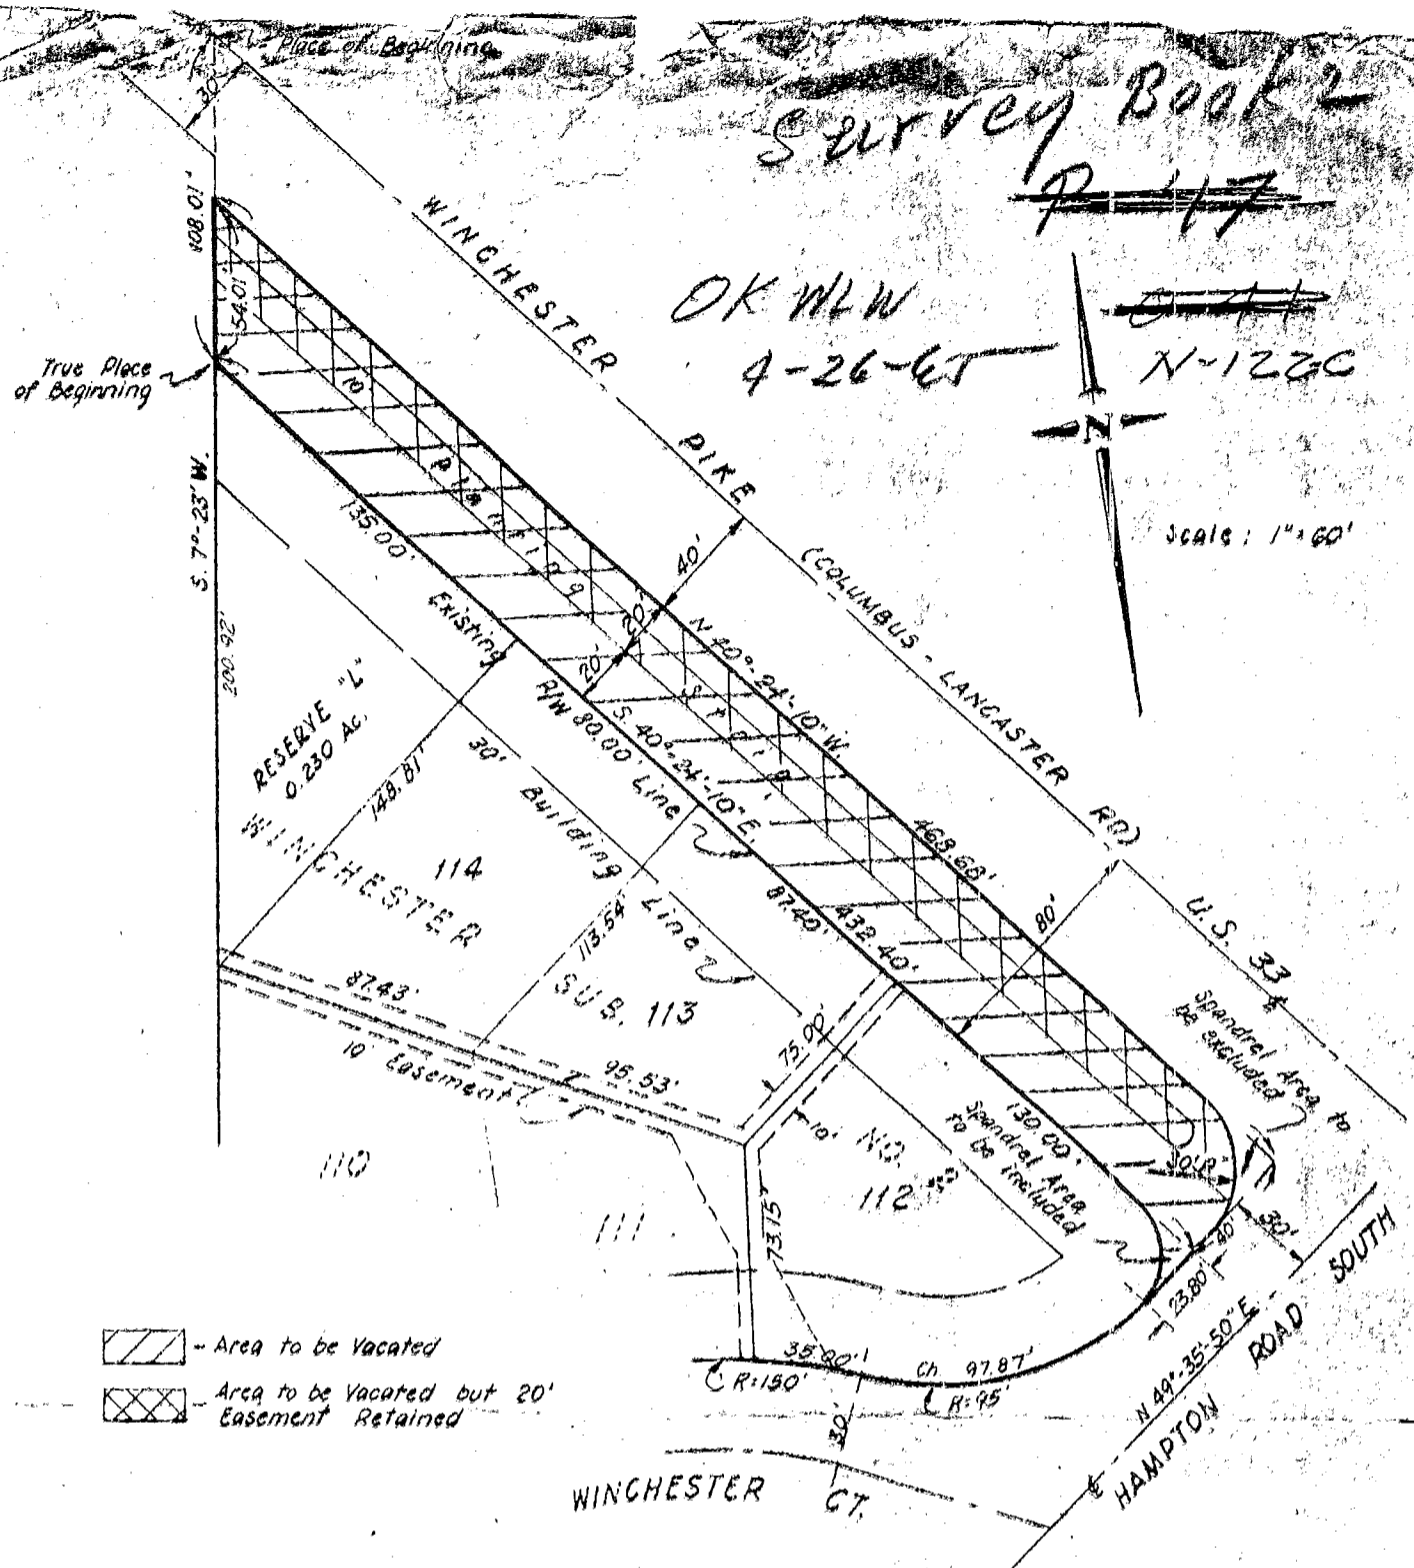 Place of Beginning
30'
Survey Book 2
P-117
OK WLW
4-26-65
N-122C
N
Scale: 1"=60'
108.01'
54.01'
True Place
of Beginning
S. 7°-23' W.
200.92'
WINCHESTER PIKE (COLUMBUS - LANCASTER RD) U.S. 33 ℄
10' Planting Strip
135.00'
Existing R/W Line
80.00'
40'
20'
20'
N 40°-24'-10" W.
468.68'
S. 40°-24'-10" E.
432.40'
87.40'
80'
130.00'
RESERVE "L"
0.230 Ac.
148.81'
30' Building Line
114
WINCHESTER
SUB.
NO.
113.54'
113
87.43'
95.53'
10' Easement
75.00'
10'
73.15'
110
111
112
Spandrel Area
to be included
Spandrel Area to
be excluded
30' R.
40'
30'
23.80'
N 49°-35'-50" E
℄ HAMPTON ROAD SOUTH
35.20'
R=150'
Ch. 97.87'
R=95'
30'
WINCHESTER CT.
- Area to be Vacated
- Area to be Vacated but 20'
Easement Retained